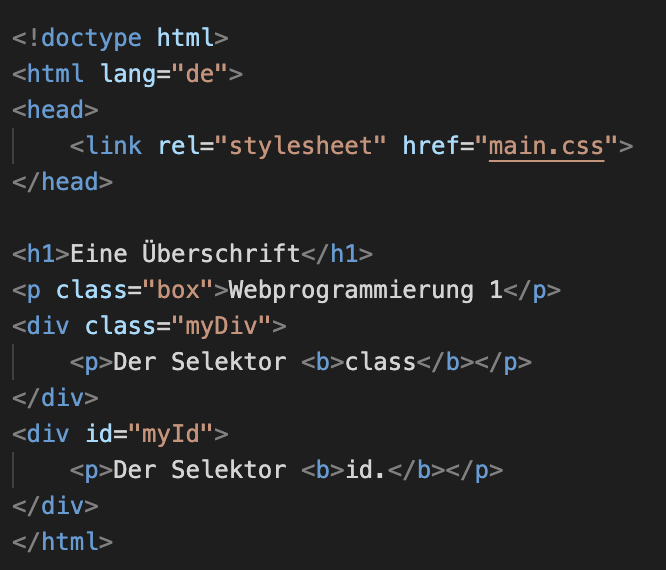 <!doctype html>
<html lang="de">
<head>
    <link rel="stylesheet" href="main.css">
</head>

<h1>Eine Überschrift</h1>
<p class="box">Webprogrammierung 1</p>
<div class="myDiv">
    <p>Der Selektor <b>class</b></p>
</div>
<div id="myId">
    <p>Der Selektor <b>id.</b></p>
</div>
</html>